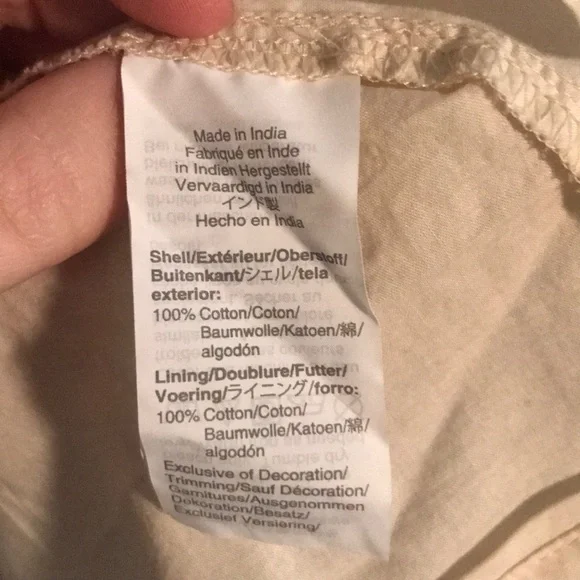 Made in India
Fabriqué en Inde
in Indien Hergestellt
Vervaardigd in India
インド製
Hecho en India
Shell/Extérieur/Oberstoff/
Buitenkant/シェル/tela
exterior:
100% Cotton/Coton/
Baumwolle/Katoen/綿/
algodón
Lining/Doublure/Futter/
Voering/ライニング/forro:
100% Cotton/Coton/
Baumwolle/Katoen/綿/
algodón
Exclusive of Decoration/
Trimming/Sauf Décoration/
Garnitures/Ausgenommen
Dekoration/Besatz/
Exclusief Versiering/